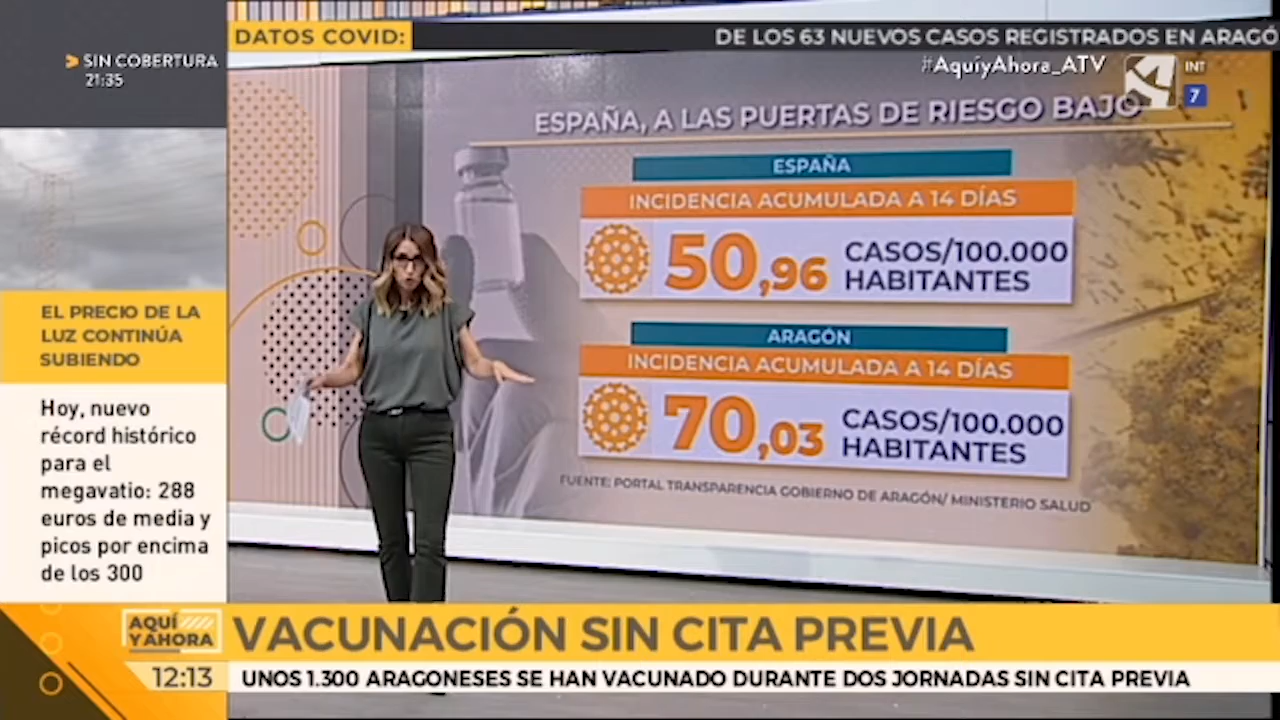 DATOS COVID:
DE LOS 63 NUEVOS CASOS REGISTRADOS EN ARAGÓ
SIN COBERTURA
21:35
#AquíyAhora_ATV
INT
7
ESPAÑA, A LAS PUERTAS DE RIESGO BAJO
ESPAÑA
INCIDENCIA ACUMULADA A 14 DÍAS
50,96
CASOS/100.000
HABITANTES
ARAGÓN
INCIDENCIA ACUMULADA A 14 DÍAS
70,03
CASOS/100.000
HABITANTES
FUENTE: PORTAL TRANSPARENCIA GOBIERNO DE ARAGÓN/ MINISTERIO SALUD
EL PRECIO DE LA
LUZ CONTINÚA
SUBIENDO
Hoy, nuevo
récord histórico
para el
megavatio: 288
euros de media y
picos por encima
de los 300
AQUÍ
Y AHORA
VACUNACIÓN SIN CITA PREVIA
12:13
UNOS 1.300 ARAGONESES SE HAN VACUNADO DURANTE DOS JORNADAS SIN CITA PREVIA